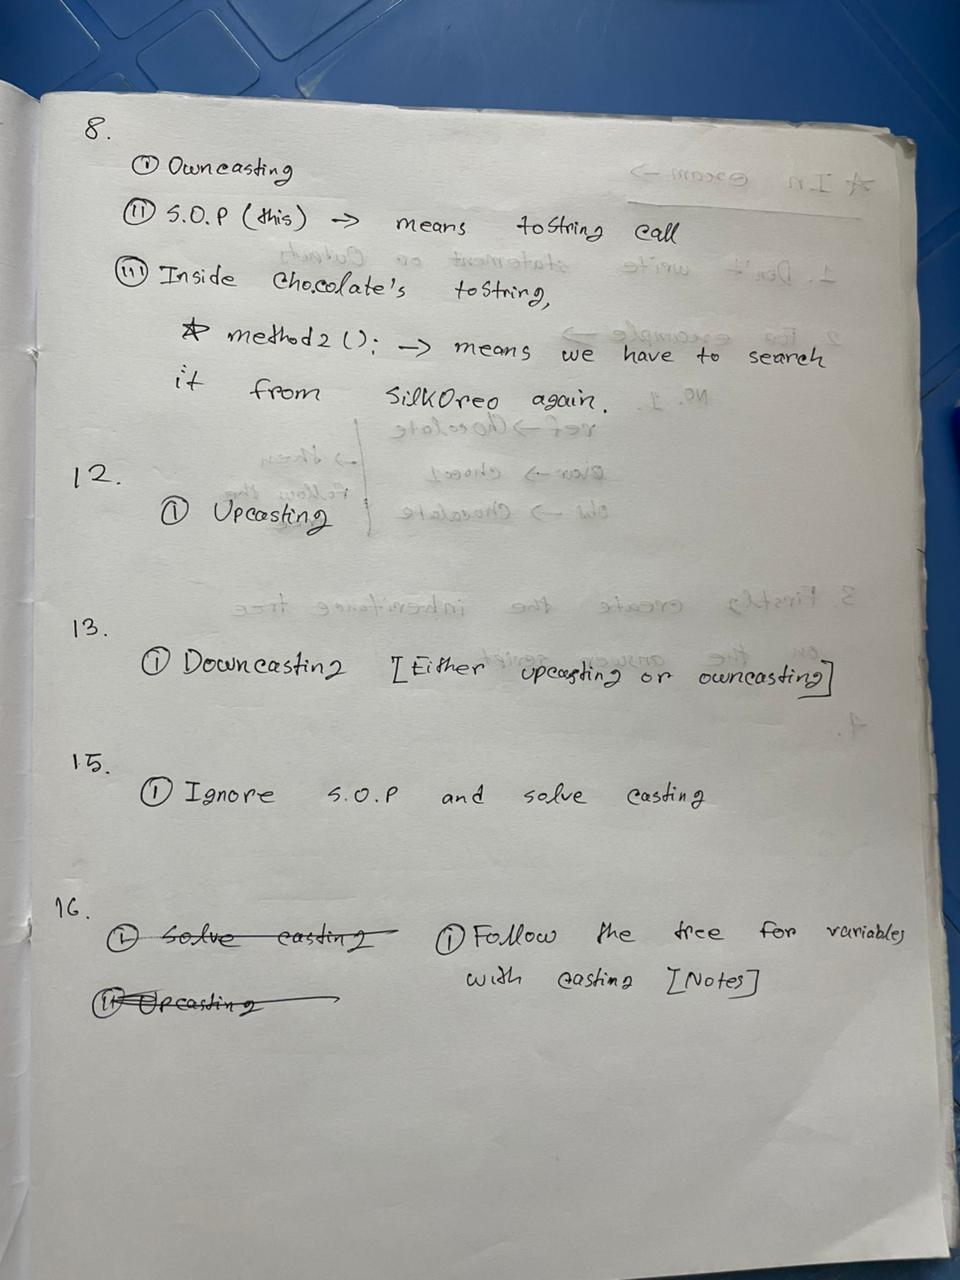 8.
(i) Owncasting
(ii) S.O.P (this) → means toString call
(iii) Inside Chocolate's toString,
☆ method2(); → means we have to search
it from SilkOreo again.
12.
(i) Upcasting
13.
(i) Downcasting [Either upcasting or owncasting]
15.
(i) Ignore S.O.P and solve casting
16.
(i) Solve casting (i) Follow the tree for variables
with casting [Notes]
(ii) Upcasting